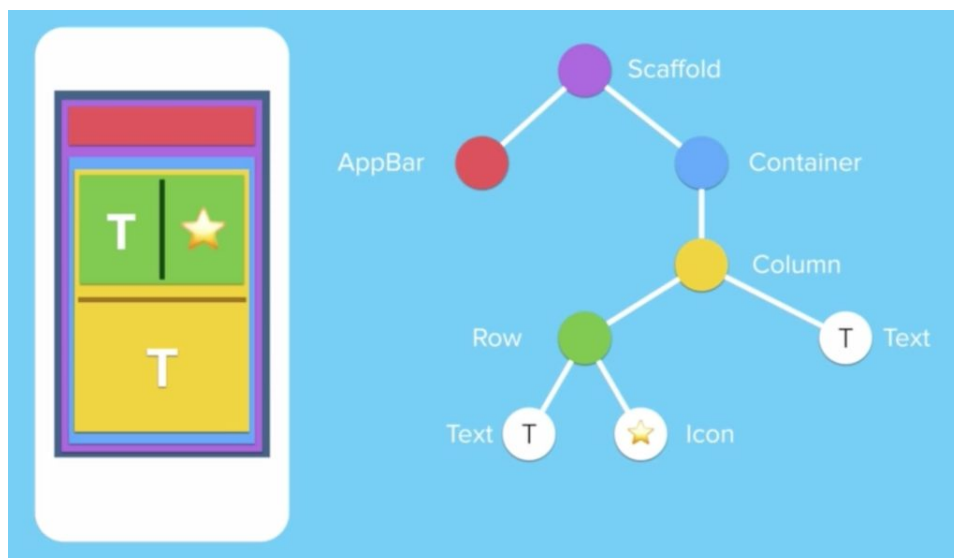 Scaffold
AppBar
Container
T
Column
Row
T
Text
T
Text
T
Icon